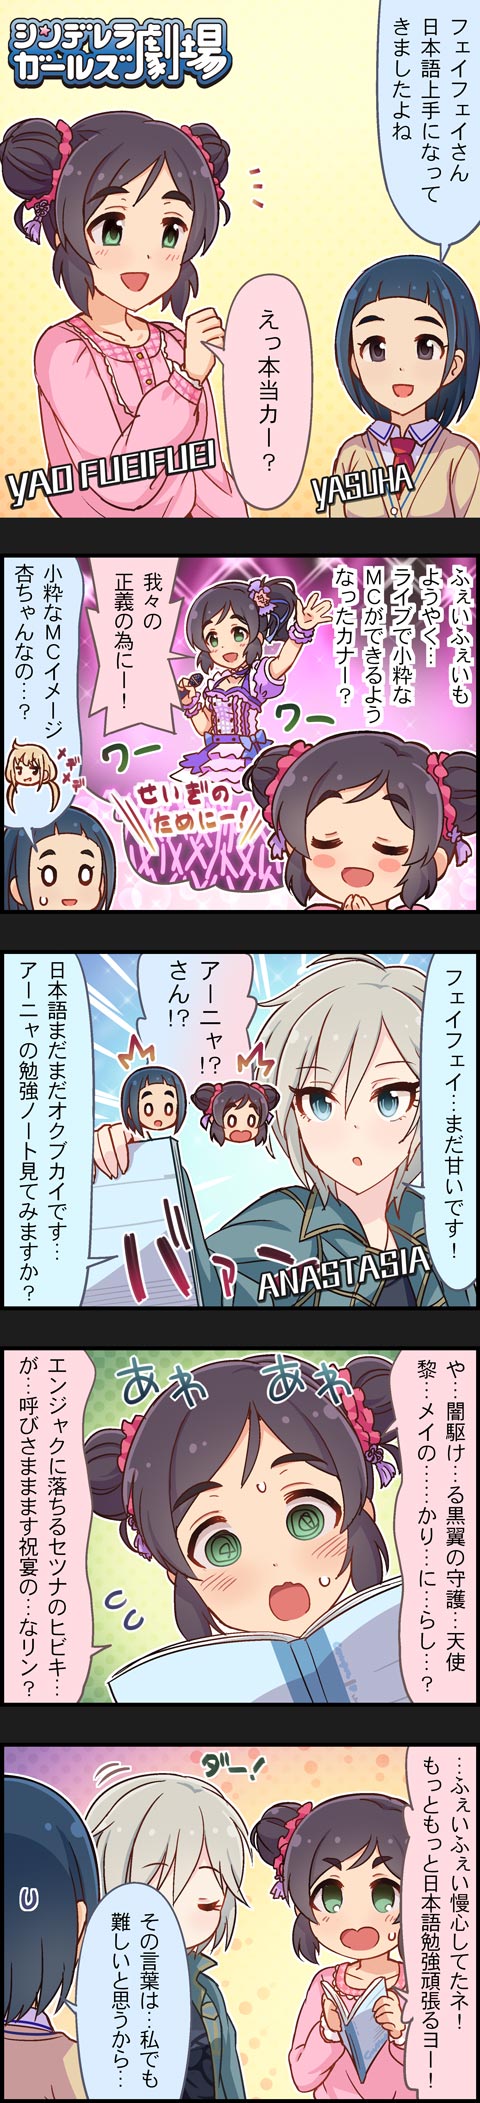 シンデレラ
ガールズ劇場
フェイフェイさん
日本語上手になって
きましたよね
えっ本当カー？
YAO FUEIFUEI
YASUHA
ふぇいふぇいも
ようやく…
ライブで小粋な
ＭＣができるよう
なったカナー？
我々の
正義の為にー！
ワー
ワー
せいぎの
ためにー！
小粋なＭＣイメージ
杏ちゃんなの…？
フェイフェイ…まだ甘いです！
アーニャ!?
さん!?
日本語まだまだオクブカイです…
アーニャの勉強ノート見てみますか？
バァーン
ANASTASIA
や…闇駆け…る黒翼の守護…天使
黎…メイの……かり…に…らし…？
あわ
あわ
エンジャクに落ちるセツナのヒビキ…
が…呼びさまままます祝宴の…なリン？
…ふぇいふぇい慢心してたネ！
もっともっと日本語勉強頑張るヨー！
ダー！
その言葉は…私でも
難しいと思うから…